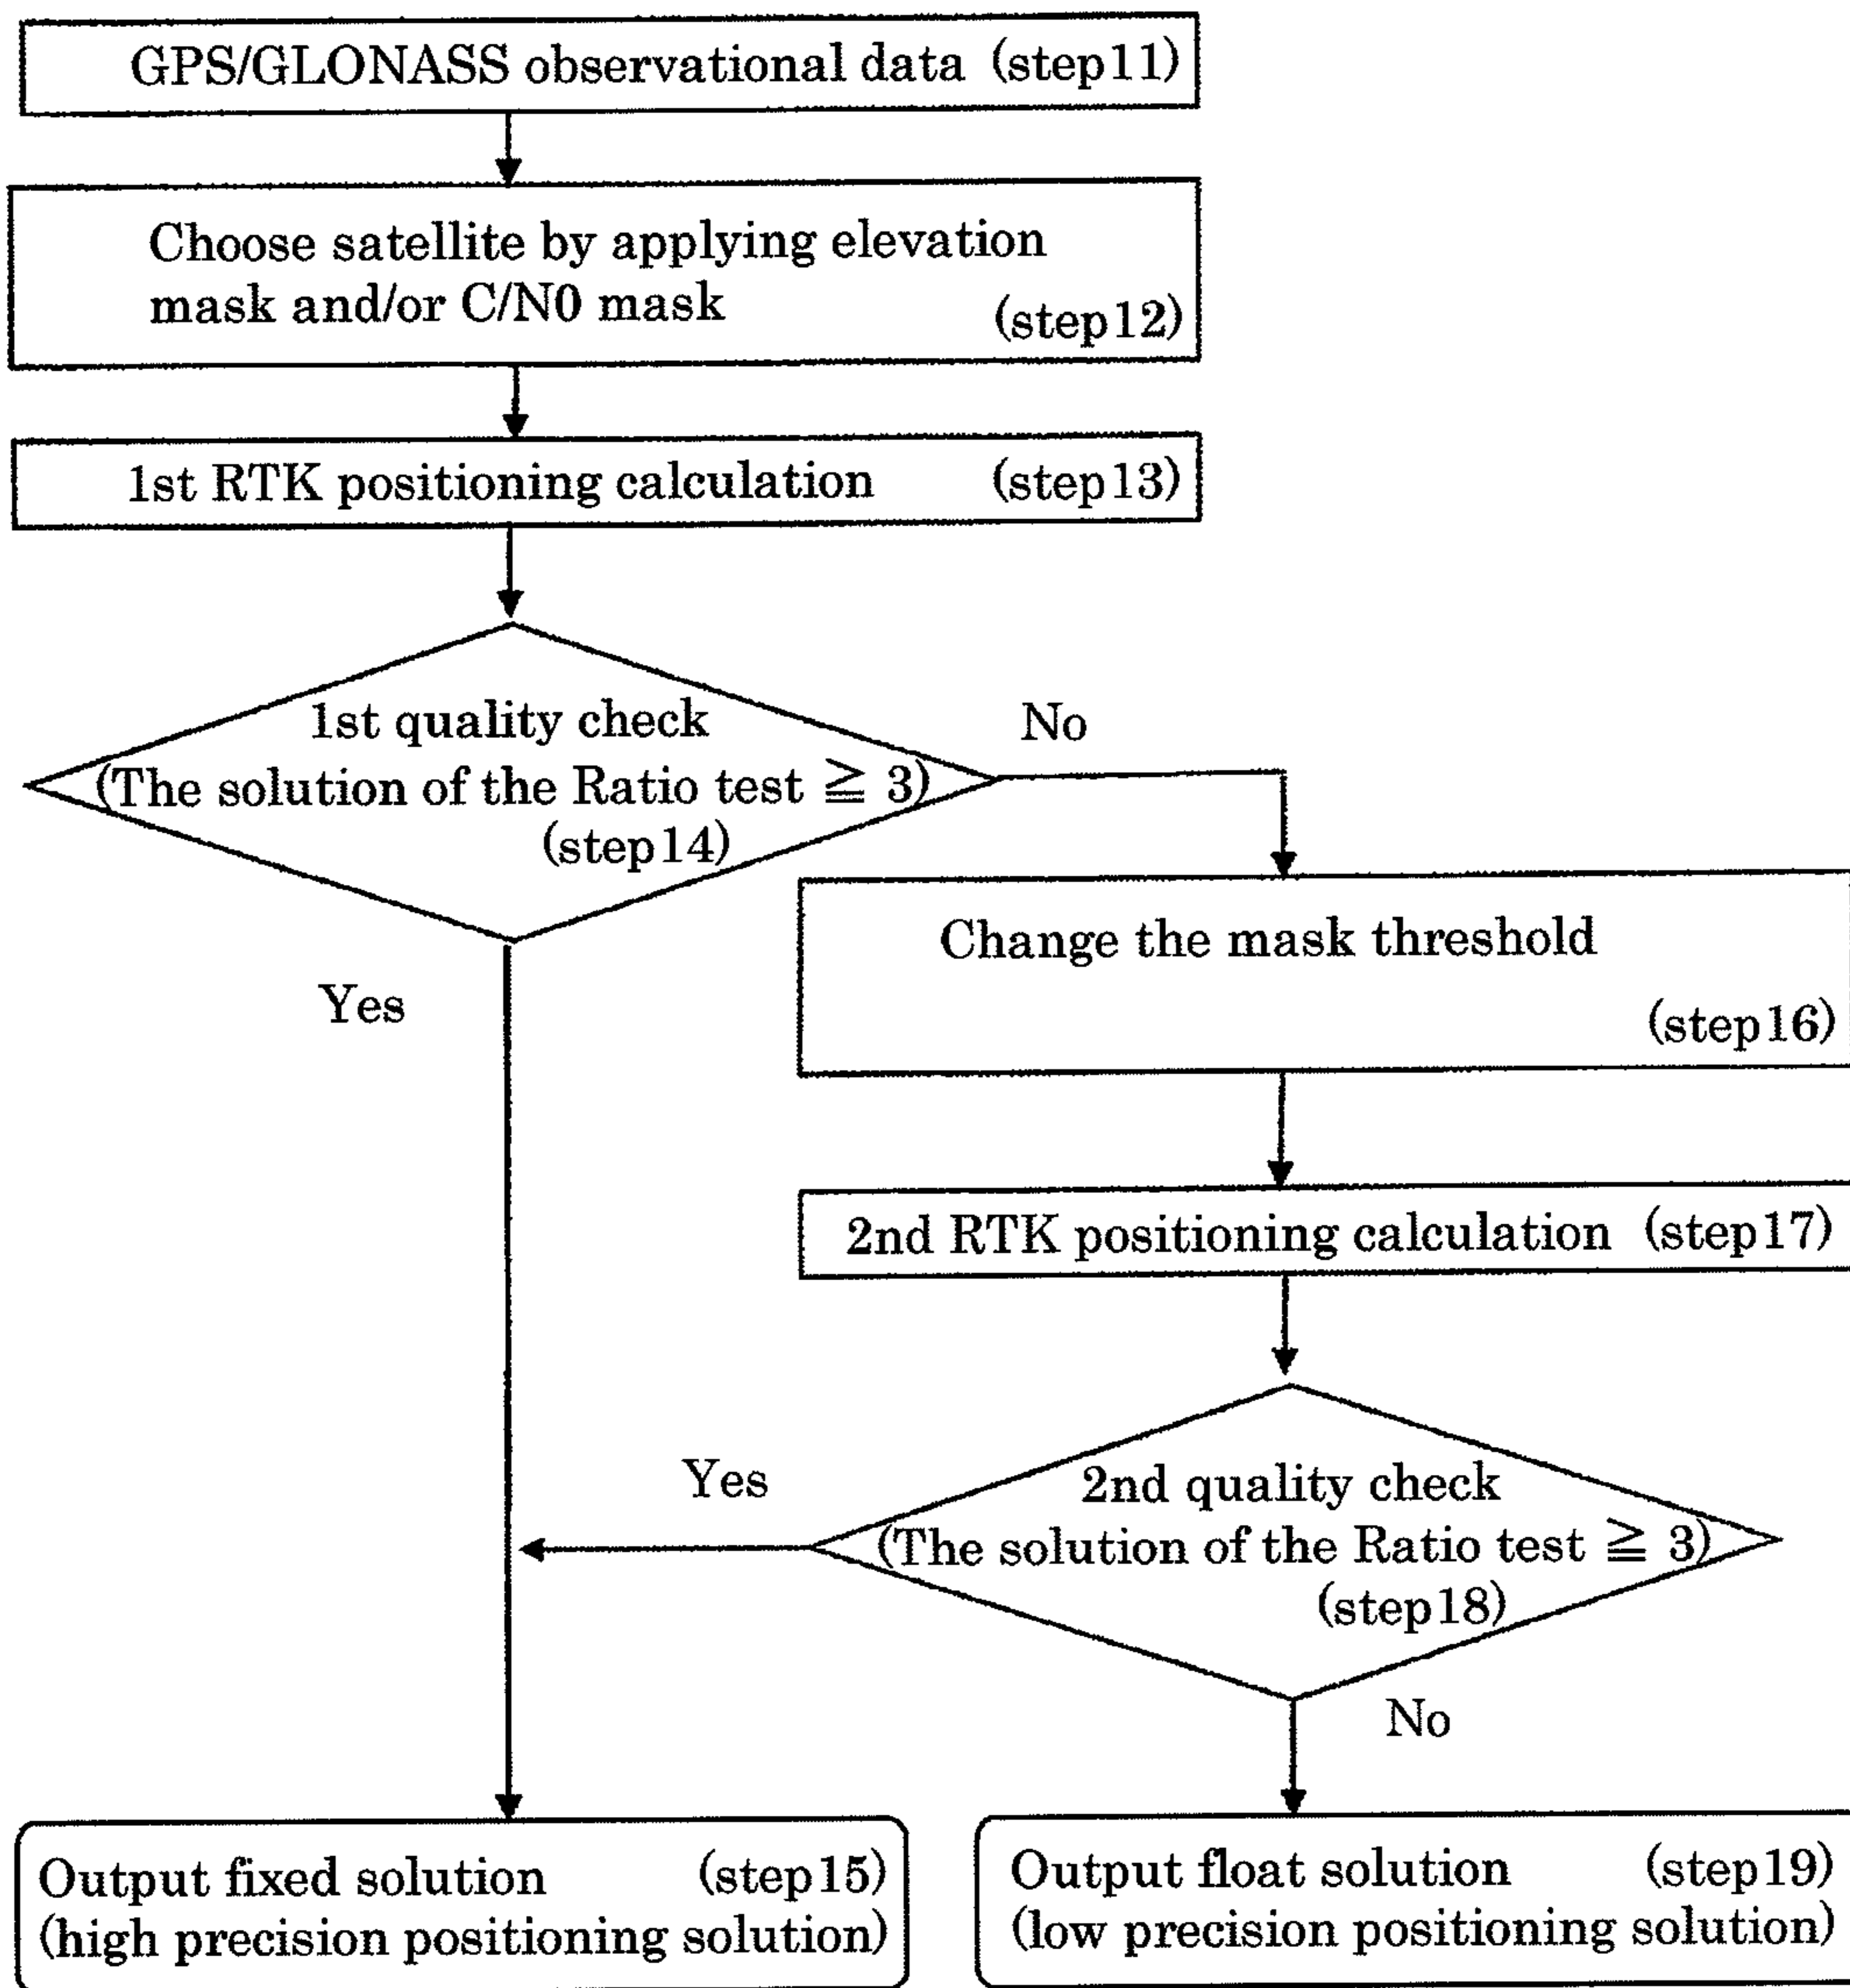 GPS/GLONASS observational data (step11)
Choose satellite by applying elevation
mask and/or C/N0 mask
(step12)
1st RTK positioning calculation (step13)
1st quality check
(The solution of the Ratio test ≧ 3)
(step14)
No
Yes
Change the mask threshold
(step16)
2nd RTK positioning calculation (step17)
2nd quality check
(The solution of the Ratio test ≧ 3)
(step18)
Yes
No
Output fixed solution (step15)
(high precision positioning solution)
Output float solution (step19)
(low precision positioning solution)